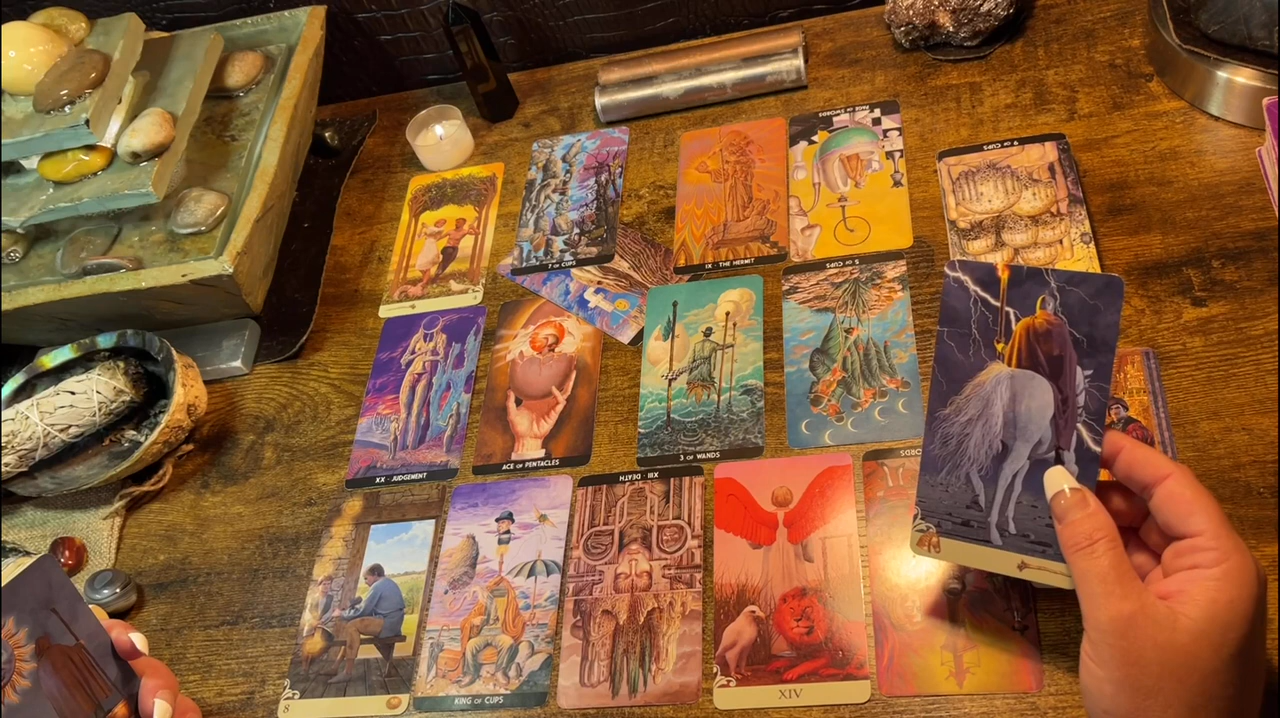 PAGE OF SWORDS
9 OF CUPS
7 OF CUPS
IX · THE HERMIT
5 OF CUPS
XX · JUDGEMENT
ACE OF PENTACLES
3 OF WANDS
XIII · DEATH
8
KING OF CUPS
XIV